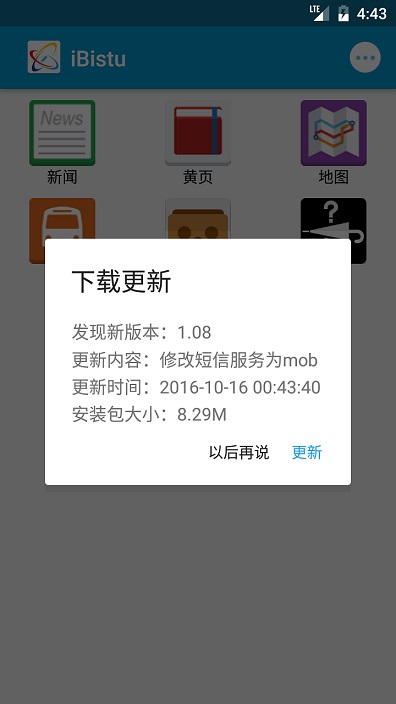 LTE 4:43
iBistu
News
新闻 黄页 地图
?
下载更新
发现新版本：1.08
更新内容：修改短信服务为mob
更新时间：2016-10-16 00:43:40
安装包大小：8.29M
以后再说 更新